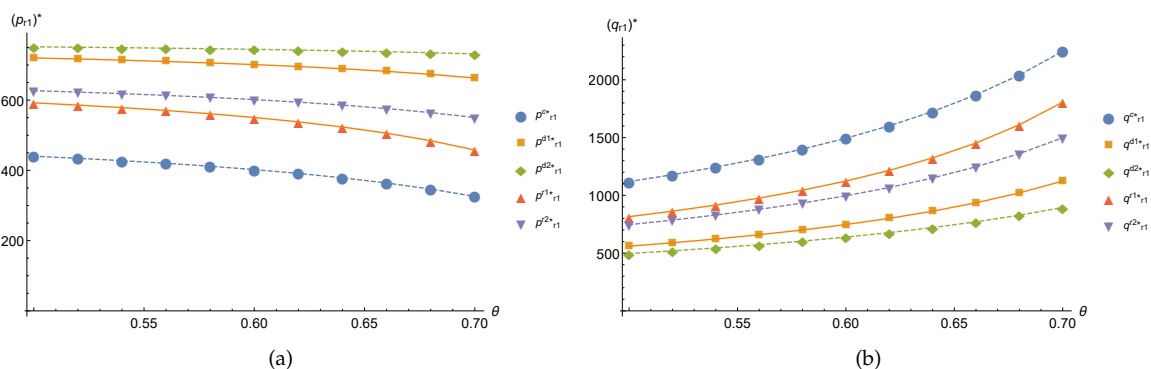 (p_r1)*
600
400
200
0.55
0.60
0.65
0.70
θ
p^c*_r1
p^d1*_r1
p^d2*_r1
p^r1*_r1
p^r2*_r1
(a)
(q_r1)*
2000
1500
1000
500
0.55
0.60
0.65
0.70
θ
q^c*_r1
q^d1*_r1
q^d2*_r1
q^r1*_r1
q^r2*_r1
(b)